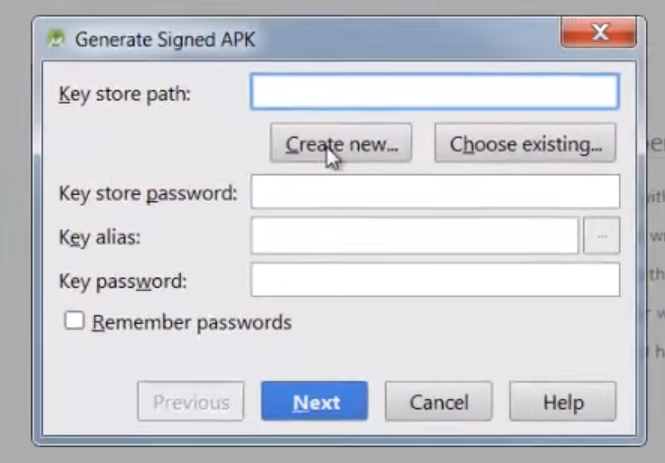 Generate Signed APK
Key store path:
Create new... Choose existing...
Key store password:
Key alias:
...
Key password:
Remember passwords
Previous Next Cancel Help